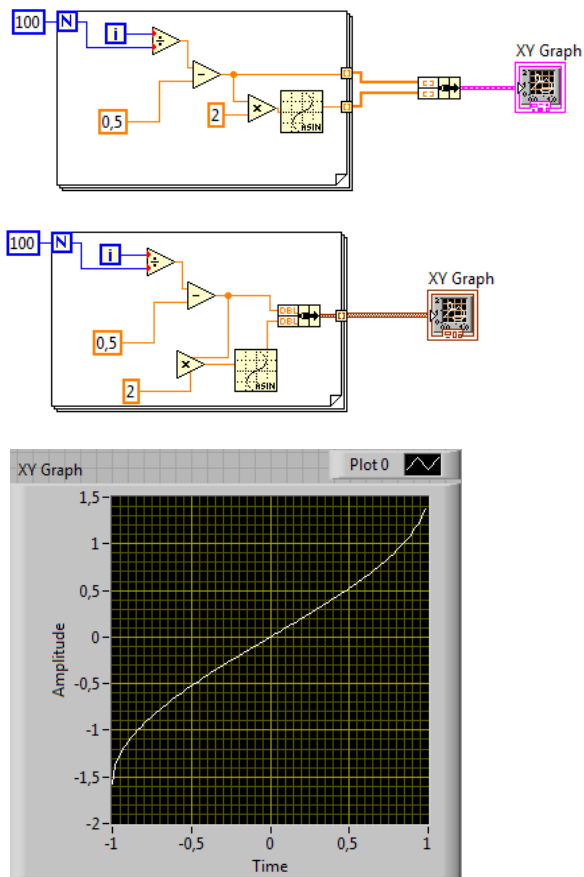 100 N i ÷
XY Graph
−
0,5 2 × ASIN
100 N i ÷
XY Graph
−
DBL
DBL
0,5
× ASIN
2
XY Graph Plot 0
1,5
1
0,5
0
-0,5
-1
-1,5
-2
Amplitude
-1 -0,5 0 0,5 1
Time